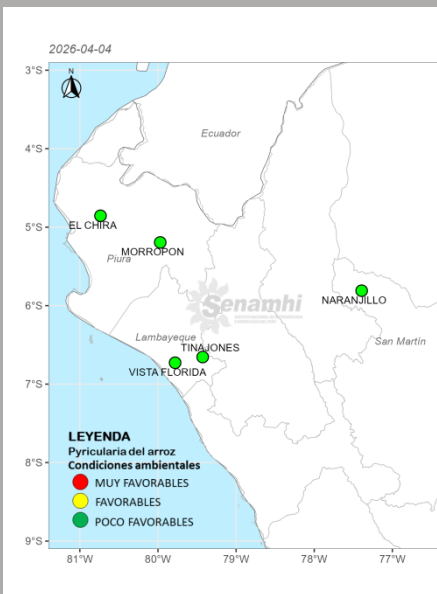 2026-04-04
3°S
N
Ecuador
4°S
5°S
EL CHIRA
MORROPON
Piura
6°S
Senamhi
NARANJILLO
Lambayeque
TINAJONES
San Martín
VISTA FLORIDA
7°S
LEYENDA
Pyricularia del arroz
Condiciones ambientales
MUY FAVORABLES
FAVORABLES
POCO FAVORABLES
8°S
9°S
81°W 80°W 79°W 78°W 77°W